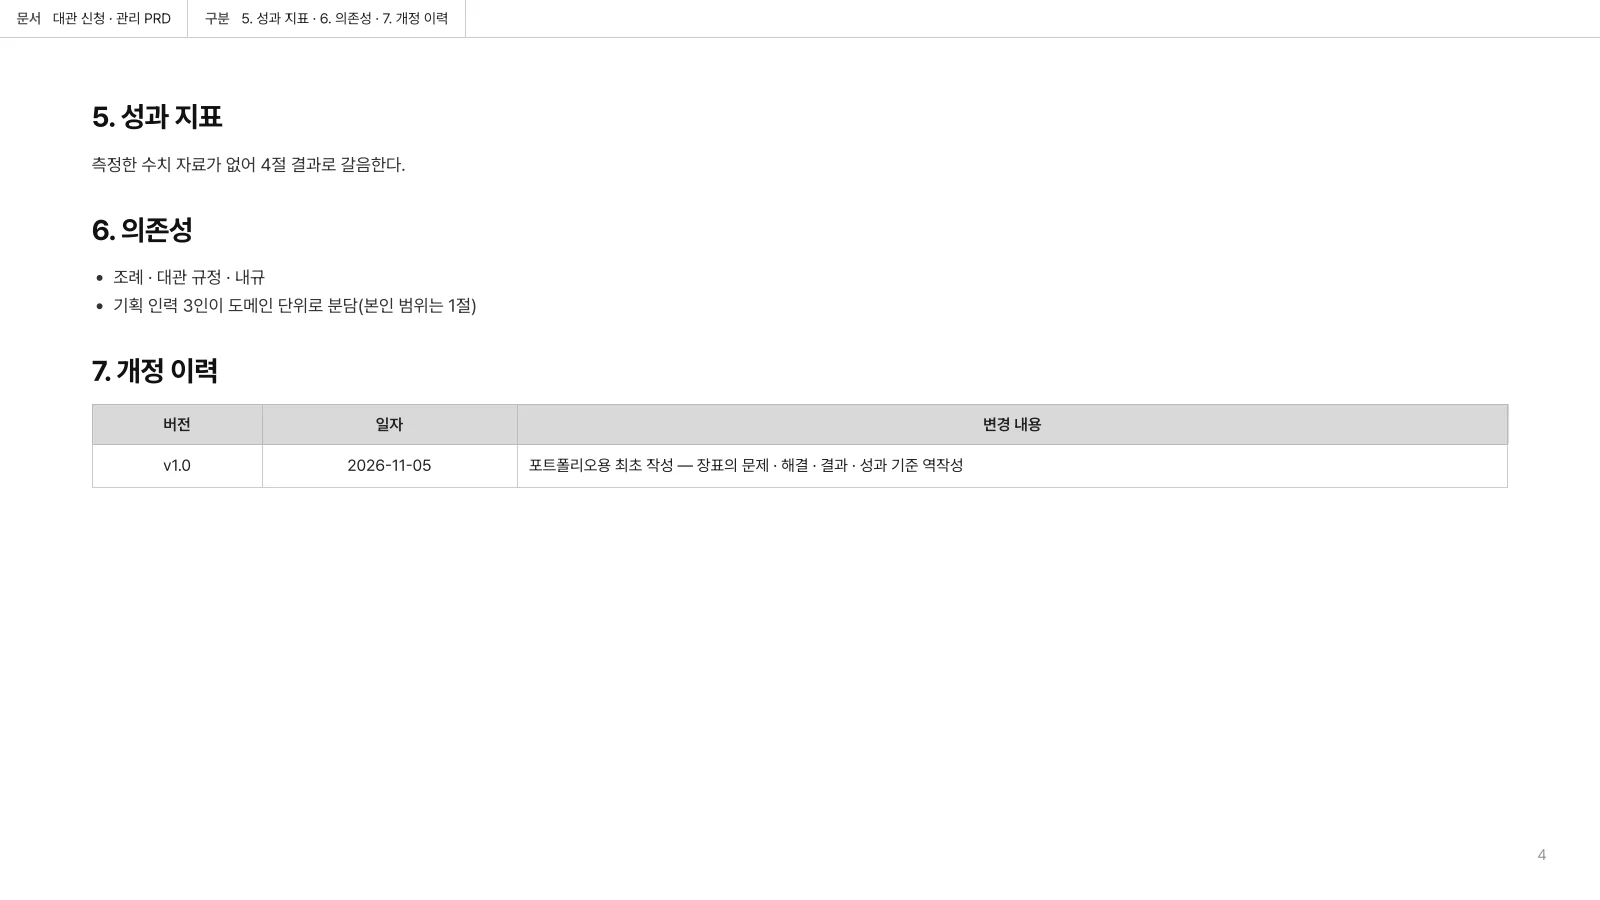 문서 대관 신청 · 관리 PRD 구분 5. 성과 지표 · 6. 의존성 · 7. 개정 이력
5. 성과 지표
측정한 수치 자료가 없어 4절 결과로 갈음한다.
6. 의존성
• 조례 · 대관 규정 · 내규
• 기획 인력 3인이 도메인 단위로 분담(본인 범위는 1절)
7. 개정 이력
버전 일자 변경 내용
v1.0 2026-11-05 포트폴리오용 최초 작성 — 장표의 문제 · 해결 · 결과 · 성과 기준 역작성
4